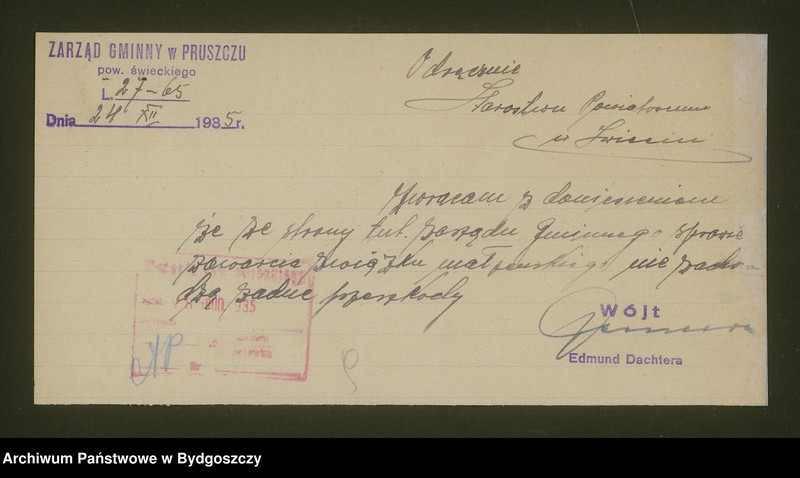 ZARZĄD GMINNY w PRUSZCZU
pow. świeckiego
L. 27-65
Dnia 24 XII 1935 r.
Odręcznie
Starostwu Powiatowemu
w Świeciu
Zwracam z doniesieniem
że ze strony tut. Zarządu Gminnego sprawie
zawarcia związku małżeńskiego nie zacho-
dzą żadne przeszkody
Wójt
Edmund Dachtera
Nr
Archiwum Państwowe w Bydgoszczy